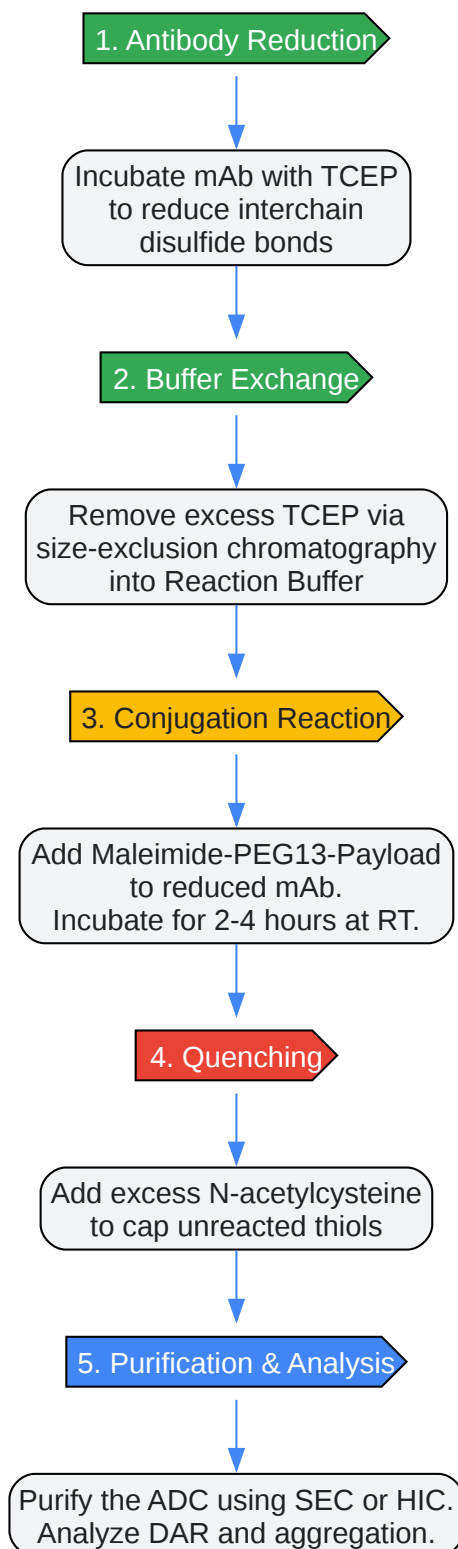 1. Antibody Reduction
Incubate mAb with TCEP
to reduce interchain
disulfide bonds
2. Buffer Exchange
Remove excess TCEP via
size-exclusion chromatography
into Reaction Buffer
3. Conjugation Reaction
Add Maleimide-PEG13-Payload
to reduced mAb.
Incubate for 2-4 hours at RT.
4. Quenching
Add excess N-acetylcysteine
to cap unreacted thiols
5. Purification & Analysis
Purify the ADC using SEC or HIC.
Analyze DAR and aggregation.